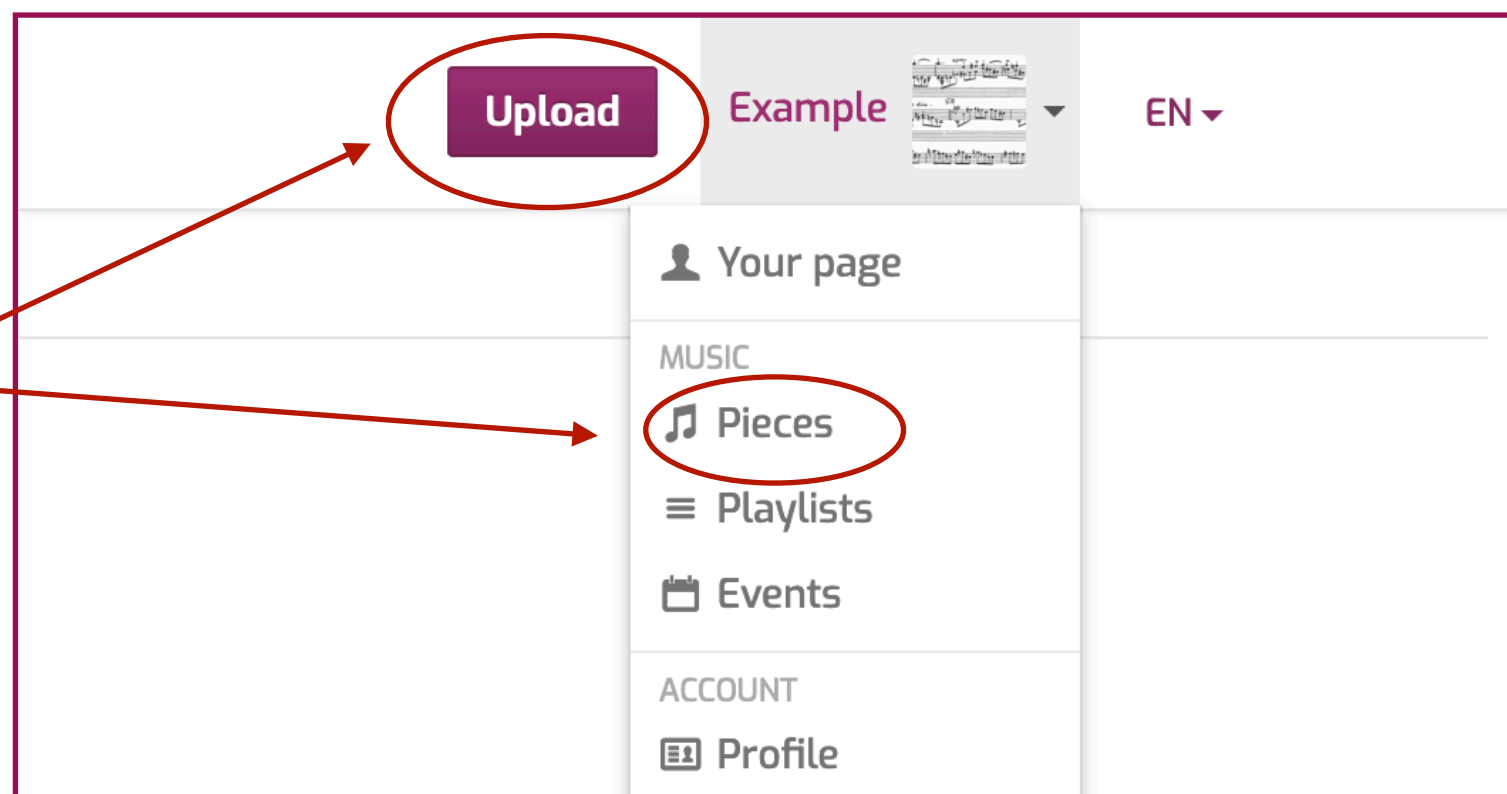 Upload
Example
EN
Your page
MUSIC
Pieces
Playlists
Events
ACCOUNT
Profile